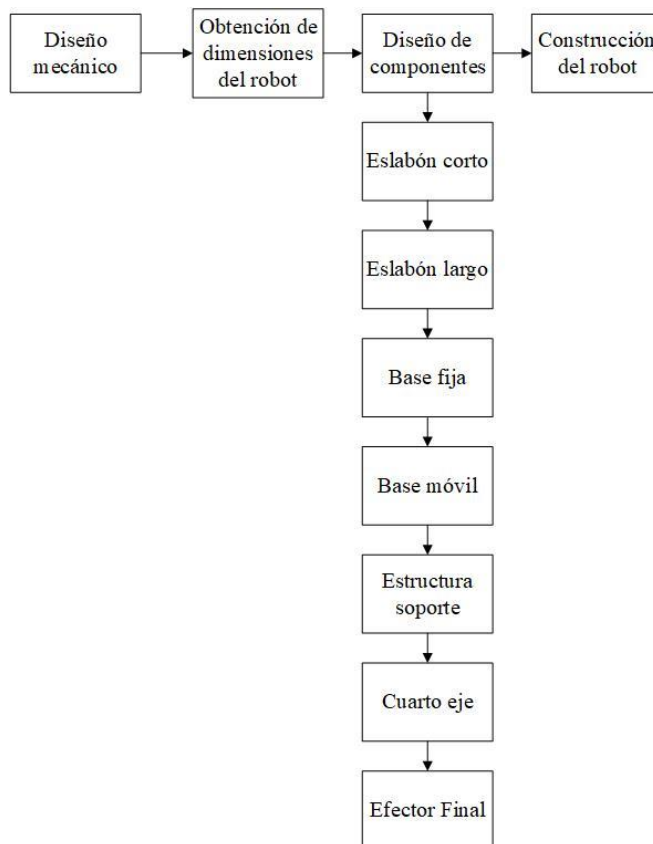 Diseño
mecánico
Obtención de
dimensiones
del robot
Diseño de
componentes
Construcción
del robot
Eslabón corto
Eslabón largo
Base fija
Base móvil
Estructura
soporte
Cuarto eje
Efector Final